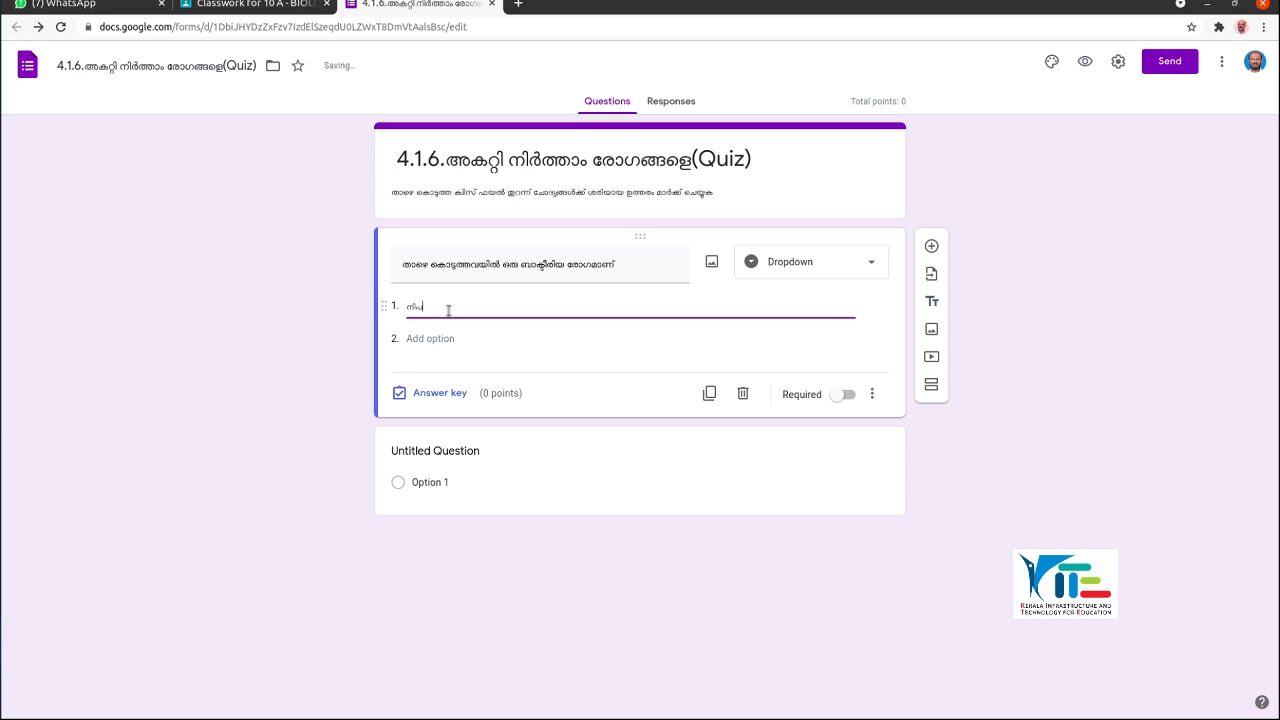 (7) WhatsApp
Classwork for 10 A - BIOL
4.1.6.അകറ്റി നിർത്താം രോഗ
docs.google.com/forms/d/1DbiJHYDzZxFzv7IzdElSzeqdU0LZWxT8DmVtAalsBsc/edit
4.1.6.അകറ്റി നിർത്താം രോഗങ്ങളെ(Quiz)
Saving...
Send
Questions
Responses
Total points: 0
4.1.6.അകറ്റി നിർത്താം രോഗങ്ങളെ(Quiz)
താഴെ കൊടുത്ത ക്വിസ് ഫയൽ തുറന്ന് ചോദ്യങ്ങൾക്ക് ശരിയായ ഉത്തരം മാർക്ക് ചെയ്യുക
താഴെ കൊടുത്തവയിൽ ഒരു ബാക്ടീരിയ രോഗമാണ്
Dropdown
1. നിപ
2. Add option
Answer key
(0 points)
Required
Untitled Question
Option 1
KITE
KERALA INFRASTRUCTURE AND
TECHNOLOGY FOR EDUCATION